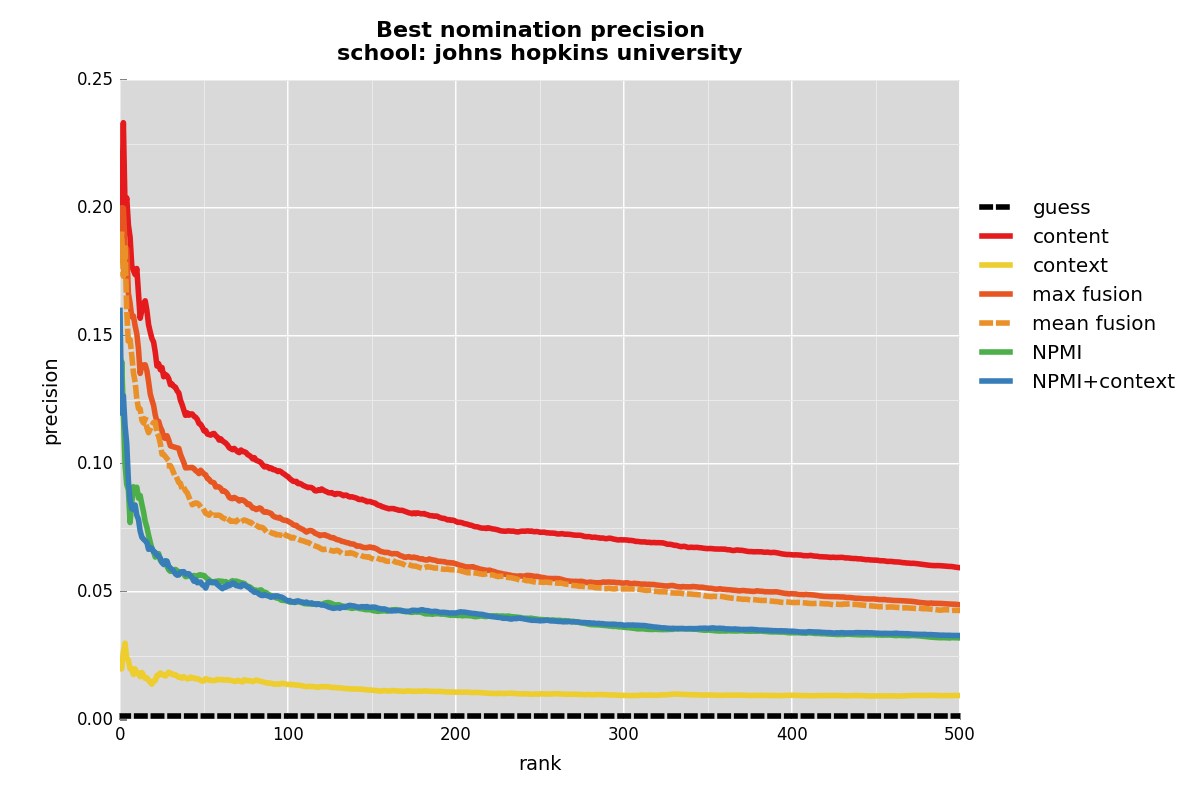 Best nomination precision
school: johns hopkins university
0.25
0.20
0.15
0.10
0.05
0.00
precision
0
100
200
300
400
500
rank
guess
content
context
max fusion
mean fusion
NPMI
NPMI+context